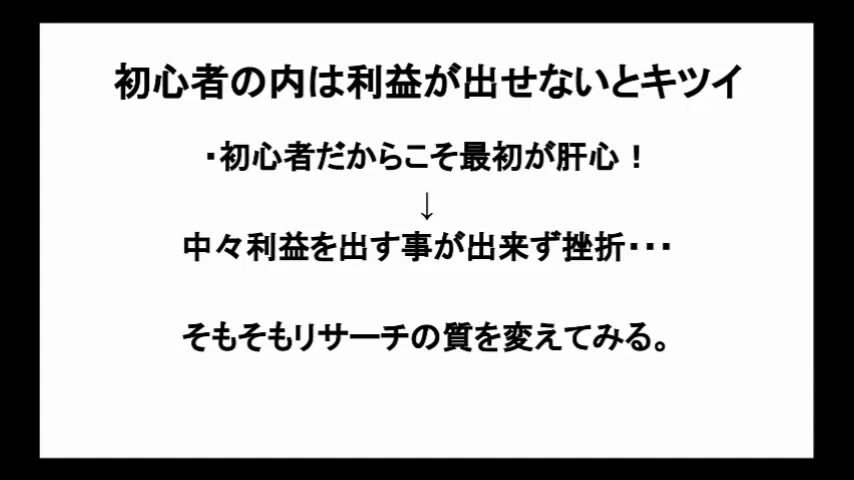 初心者の内は利益が出せないとキツイ
・初心者だからこそ最初が肝心！
↓
中々利益を出す事が出来ず挫折・・・
そもそもリサーチの質を変えてみる。